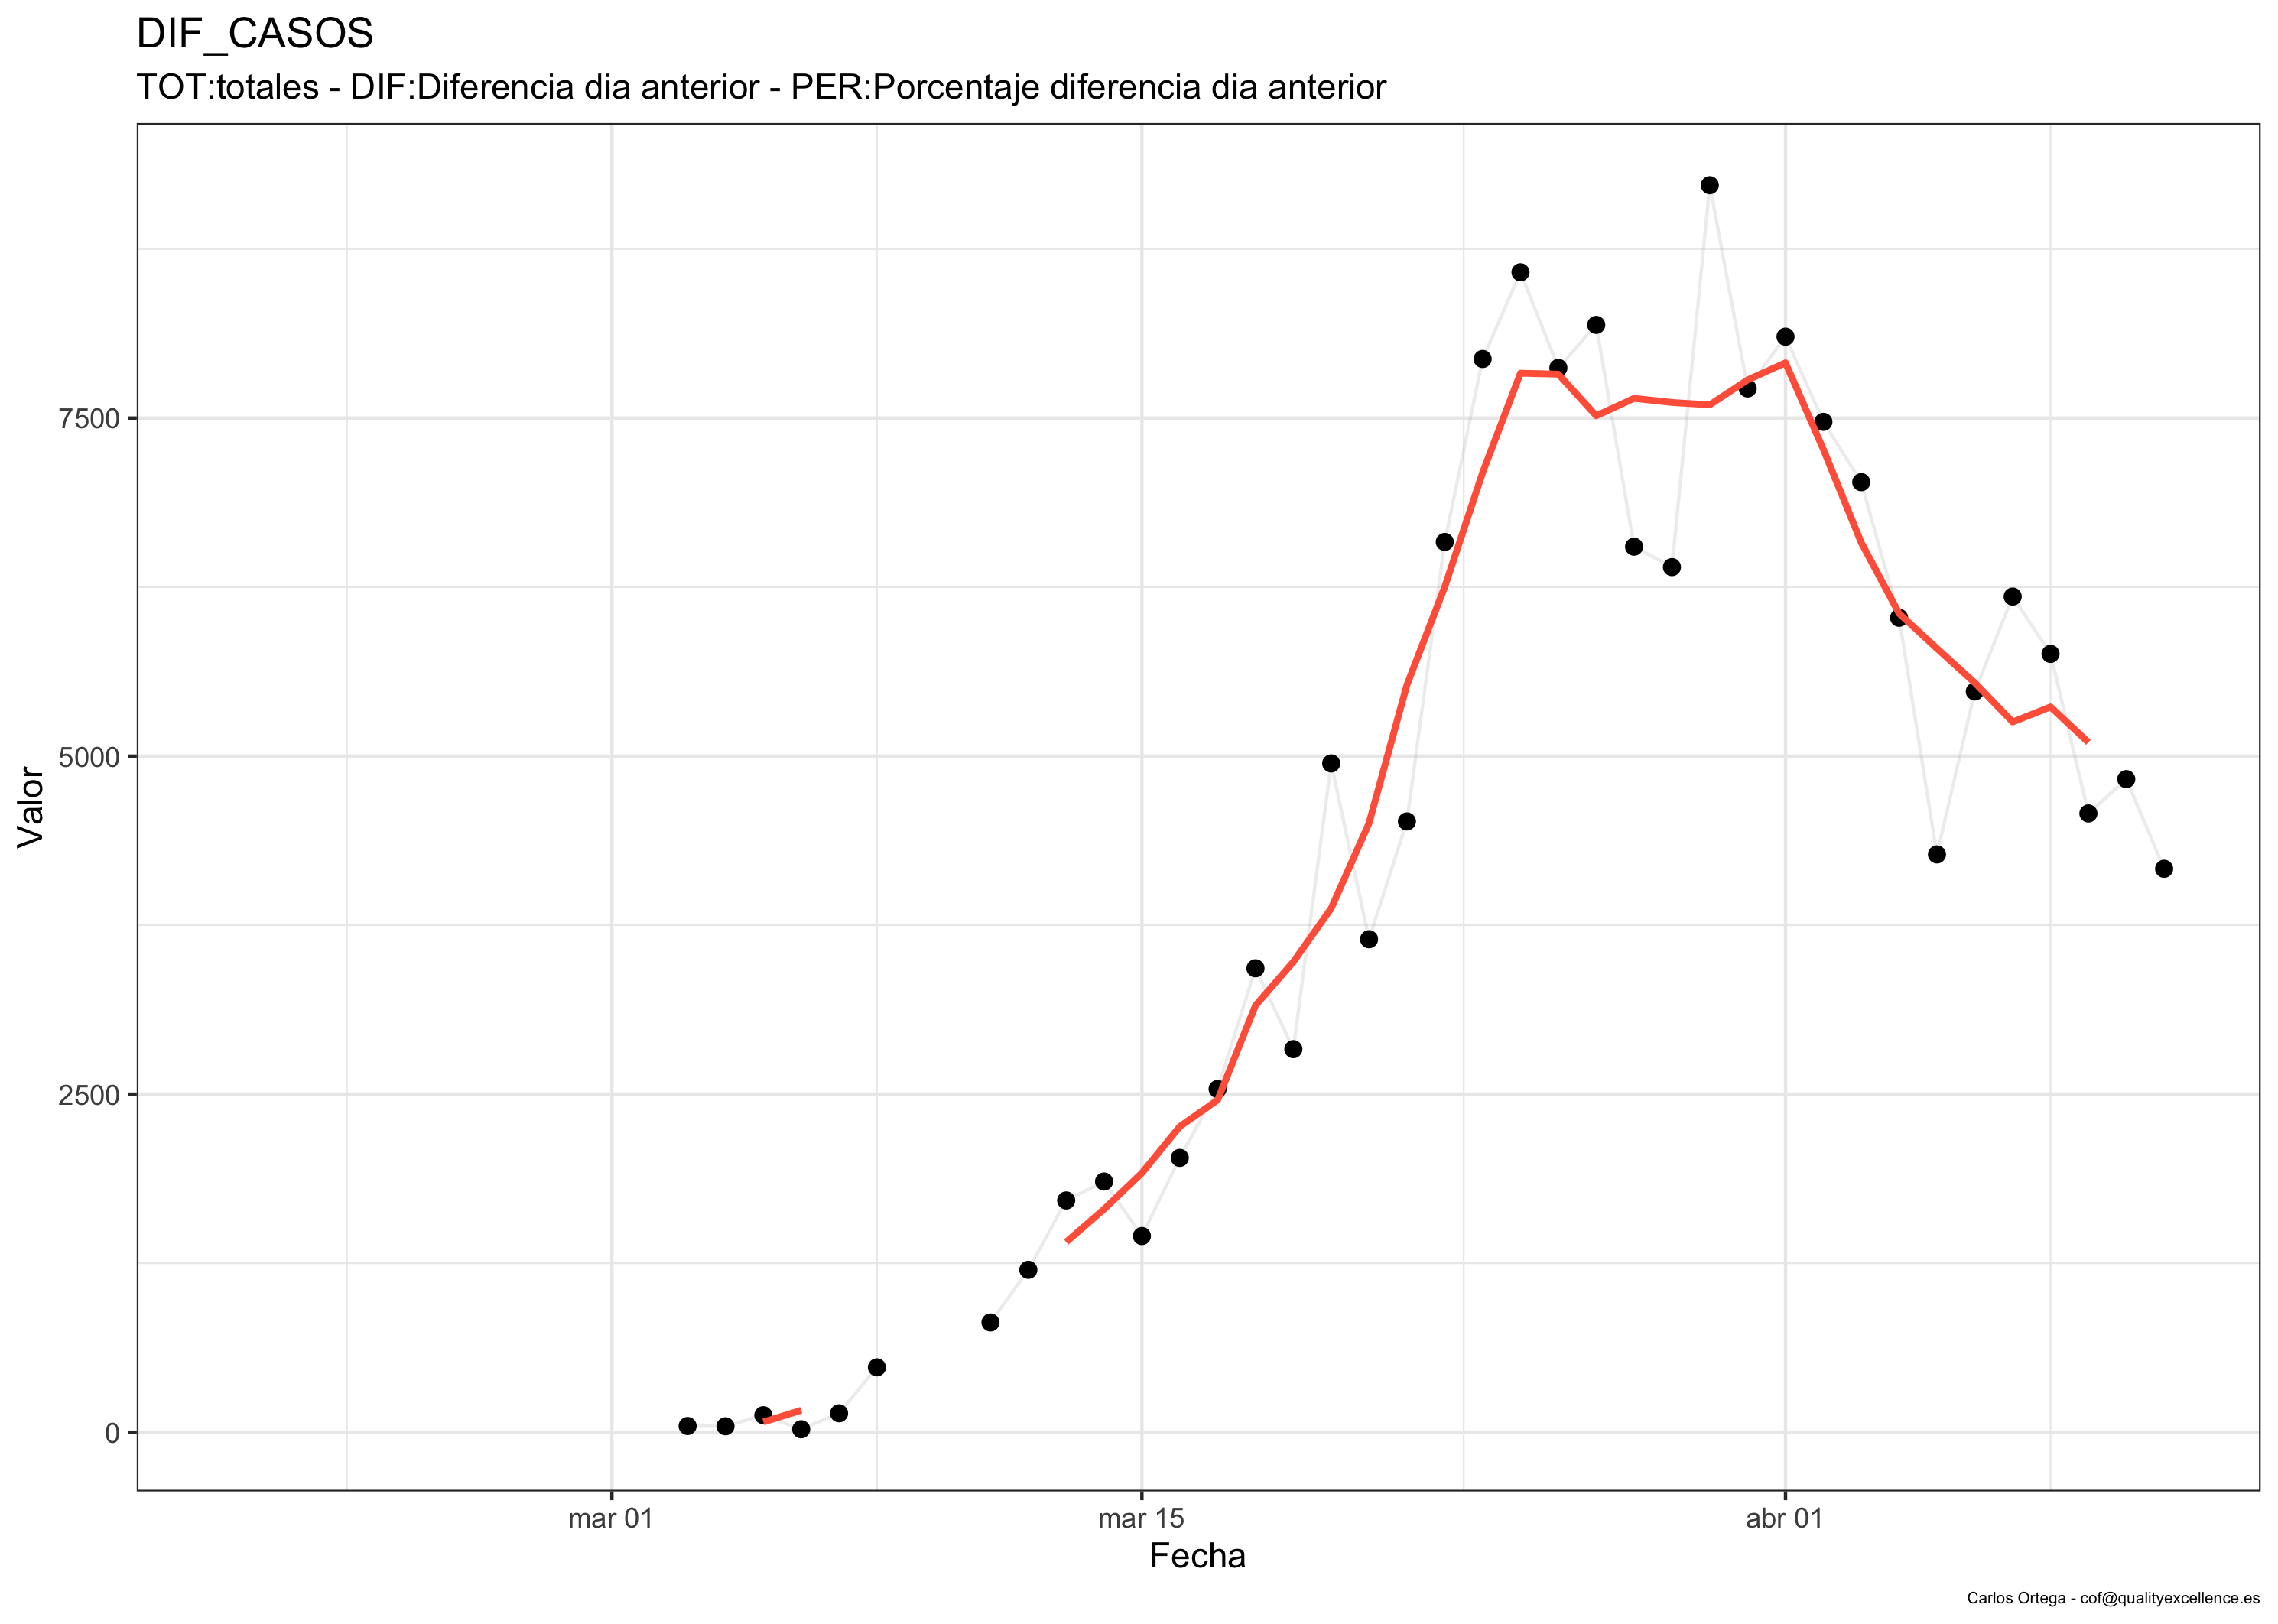 DIF_CASOS
TOT:totales - DIF:Diferencia dia anterior - PER:Porcentaje diferencia dia anterior
Valor
7500
5000
2500
0
mar 01
mar 15
abr 01
Fecha
Carlos Ortega - cof@qualityexcellence.es